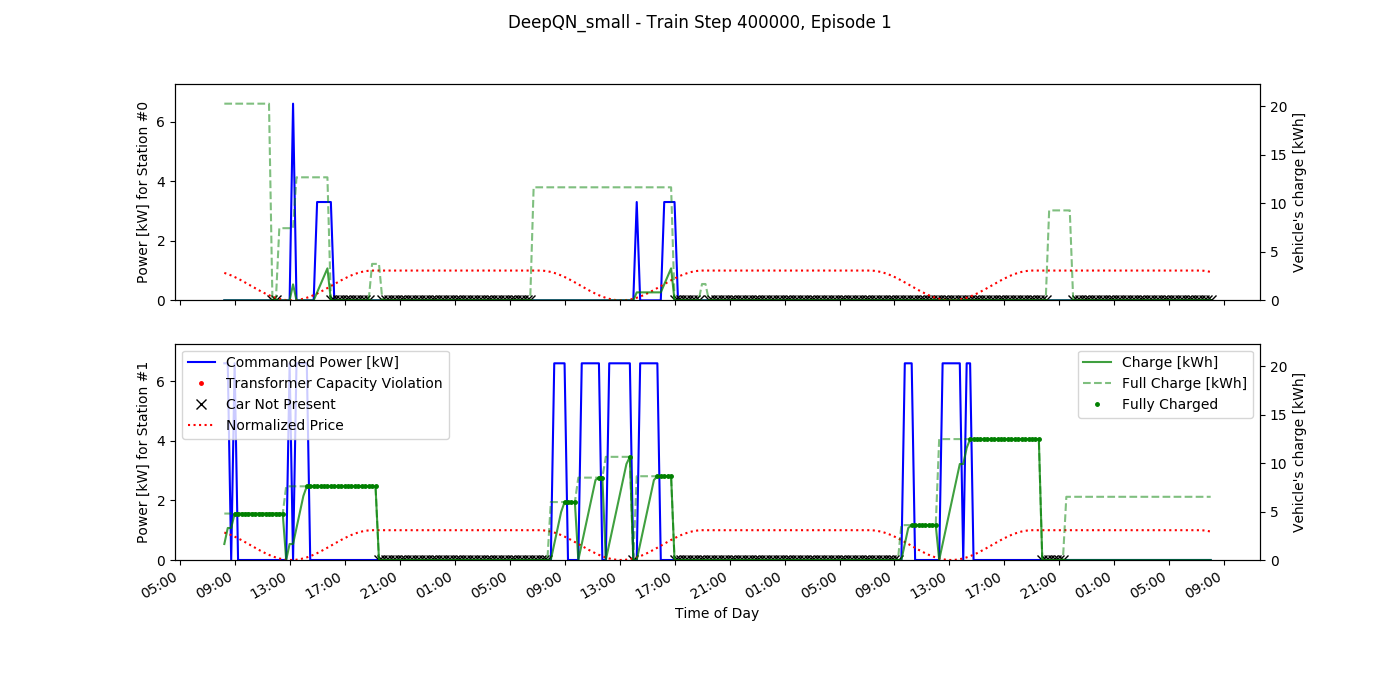 DeepQN_small - Train Step 400000, Episode 1
Power [kW] for Station #0
6
4
2
0
20
15
10
5
0
Vehicle's charge [kWh]
Power [kW] for Station #1
6
4
2
0
Commanded Power [kW]
Transformer Capacity Violation
Car Not Present
Normalized Price
Charge [kWh]
Full Charge [kWh]
Fully Charged
20
15
10
5
0
Vehicle's charge [kWh]
05:00 09:00 13:00 17:00 21:00 01:00 05:00 09:00 13:00 17:00 21:00 01:00 05:00 09:00 13:00 17:00 21:00 01:00 05:00 09:00
Time of Day